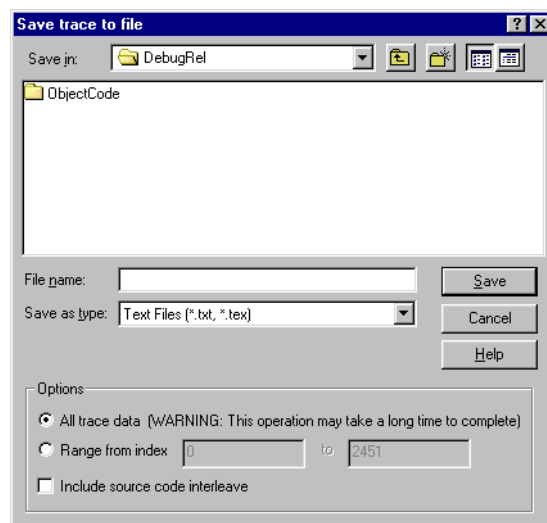 Save trace to file
Save in: DebugRel
ObjectCode
File name: Save
Save as type: Text Files (*.txt, *.tex) Cancel
Help
Options
All trace data (WARNING: This operation may take a long time to complete)
Range from index 0 to 2451
Include source code interleave